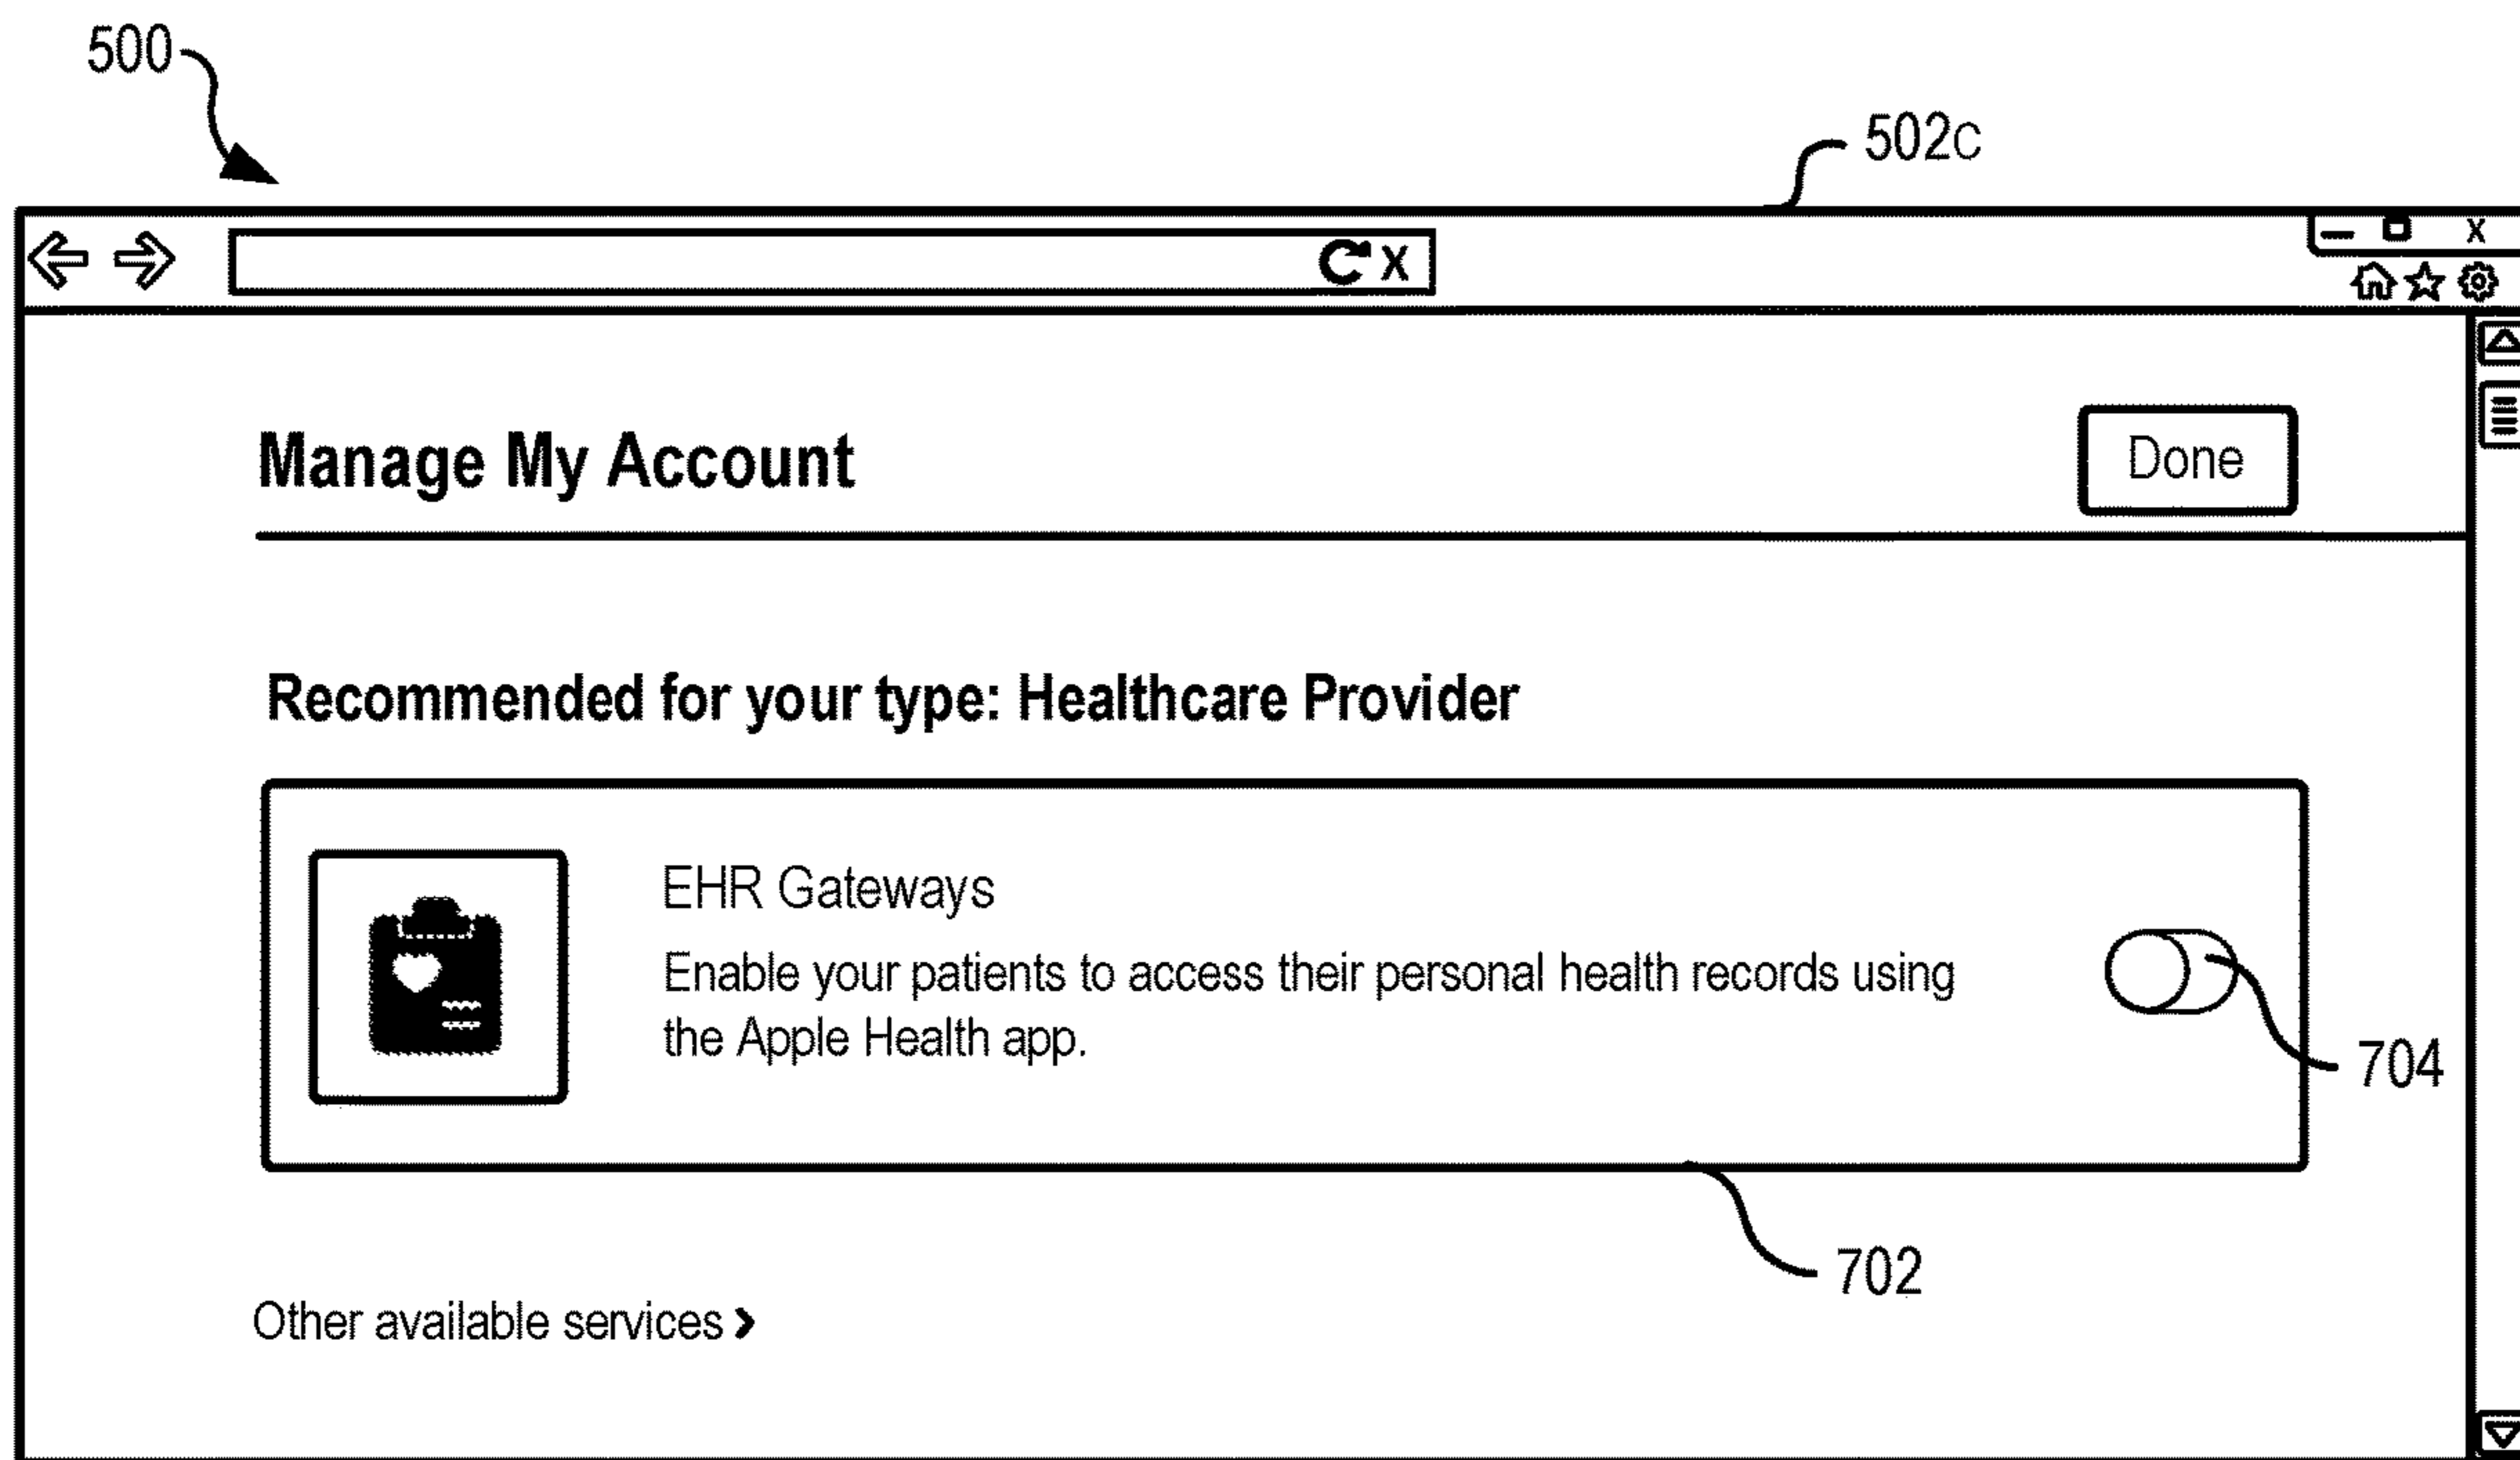 500
502c
X
X
Manage My Account
Done
Recommended for your type: Healthcare Provider
EHR Gateways
Enable your patients to access their personal health records using
the Apple Health app.
704
702
Other available services >